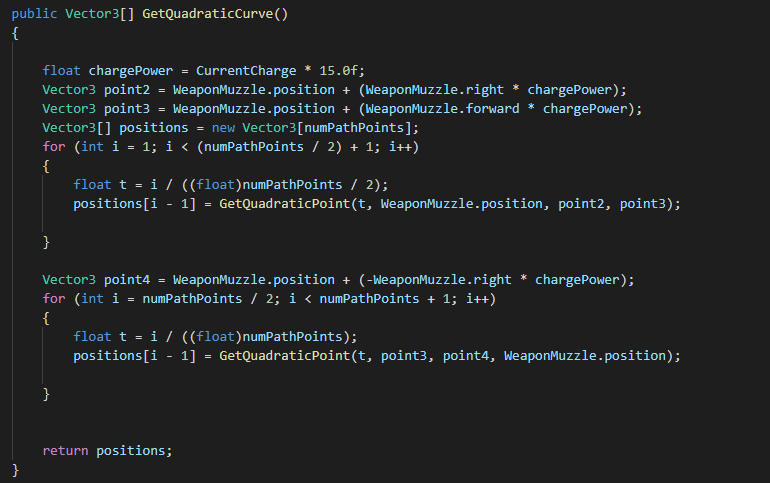 public Vector3[] GetQuadraticCurve()
{
float chargePower = CurrentCharge * 15.0f;
Vector3 point2 = WeaponMuzzle.position + (WeaponMuzzle.right * chargePower);
Vector3 point3 = WeaponMuzzle.position + (WeaponMuzzle.forward * chargePower);
Vector3[] positions = new Vector3[numPathPoints];
for (int i = 1; i < (numPathPoints / 2) + 1; i++)
{
float t = i / ((float)numPathPoints / 2);
positions[i - 1] = GetQuadraticPoint(t, WeaponMuzzle.position, point2, point3);
}
Vector3 point4 = WeaponMuzzle.position + (-WeaponMuzzle.right * chargePower);
for (int i = numPathPoints / 2; i < numPathPoints + 1; i++)
{
float t = i / ((float)numPathPoints);
positions[i - 1] = GetQuadraticPoint(t, point3, point4, WeaponMuzzle.position);
}
return positions;
}